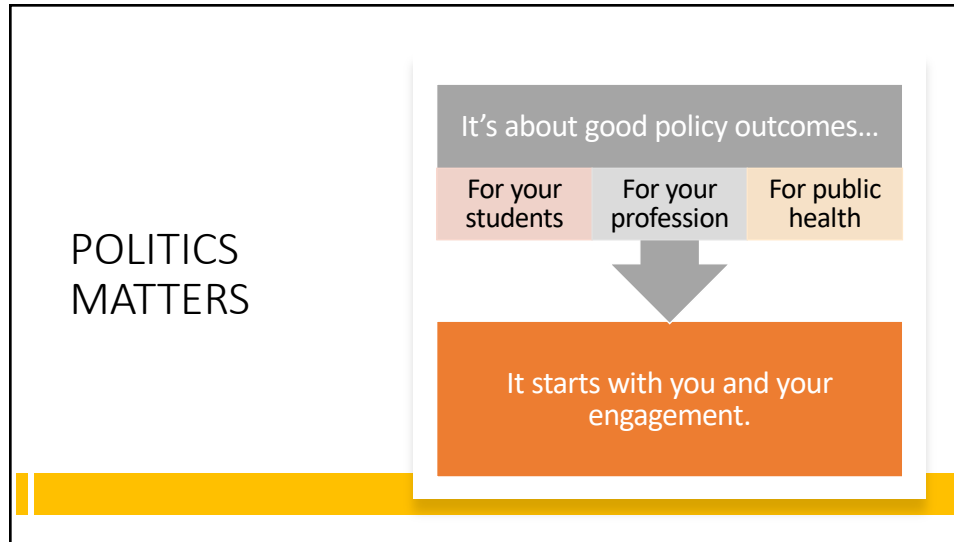 POLITICS
MATTERS
It’s about good policy outcomes…
For your
students
For your
profession
For public
health
It starts with you and your
engagement.